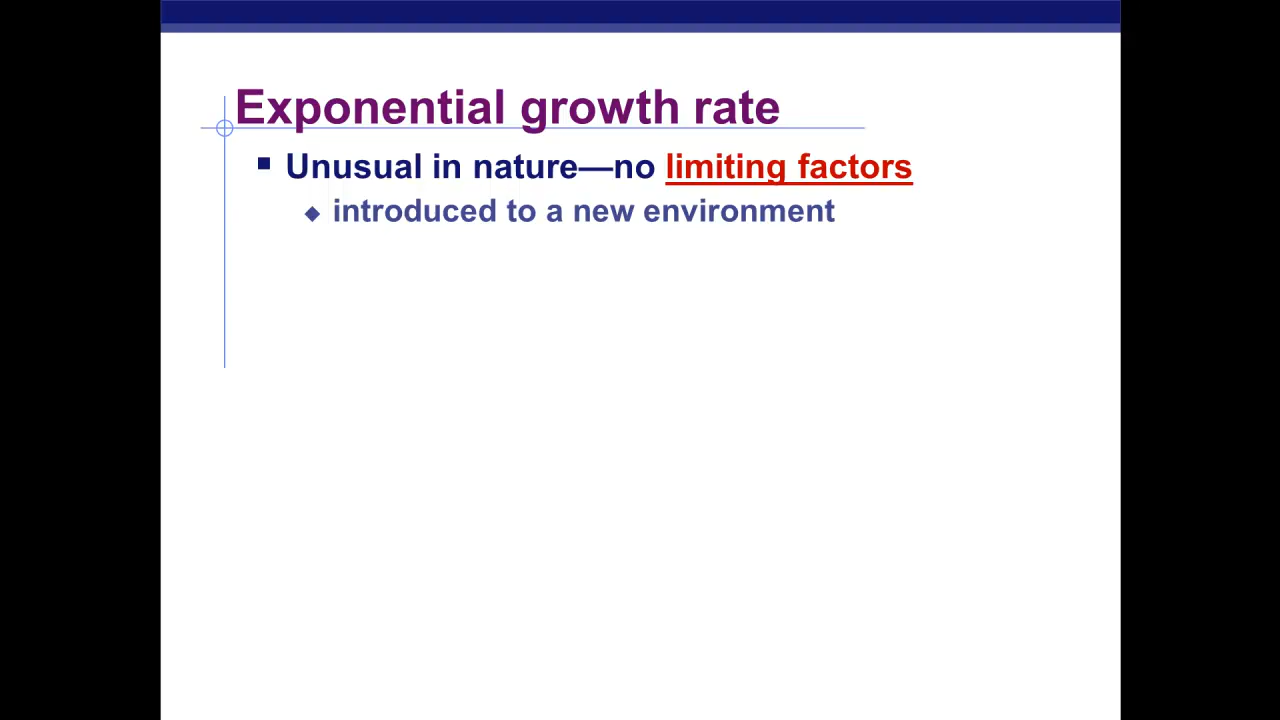 Exponential growth rate
Unusual in nature—no limiting factors
introduced to a new environment